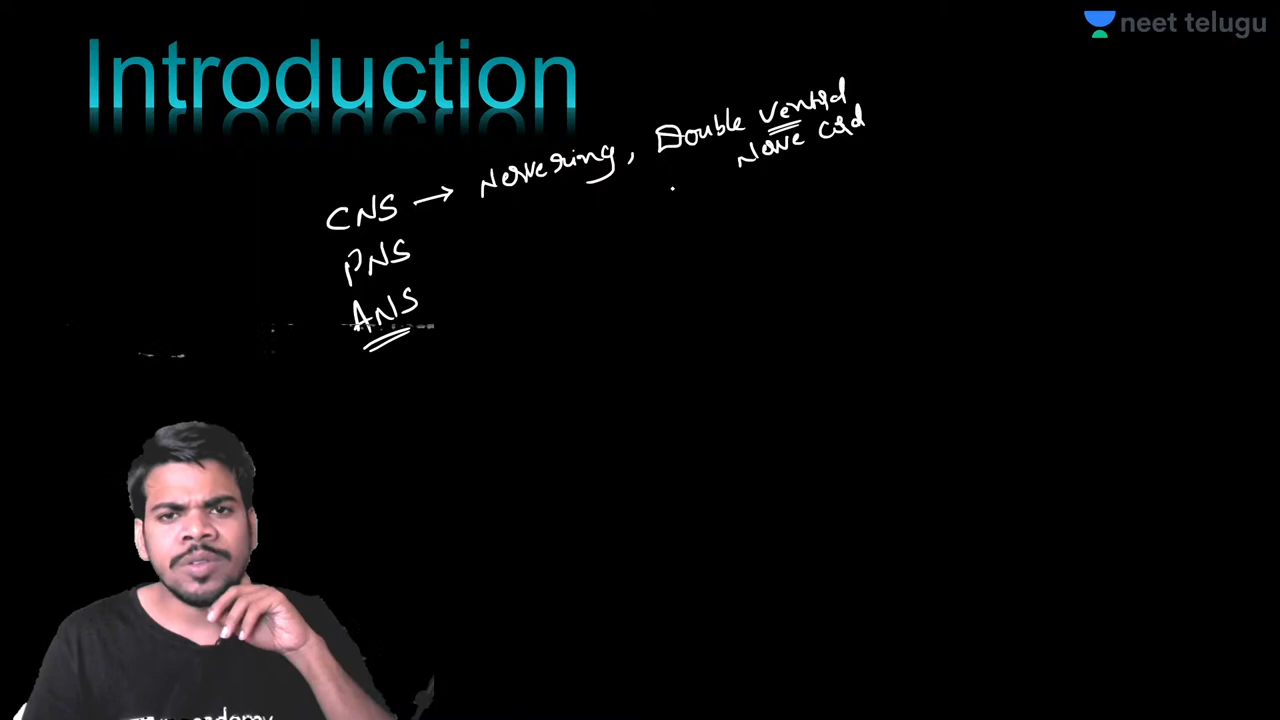 neet telugu
Introduction
CNS → Nervering, Double ventral
Nerve cord
PNS
ANS